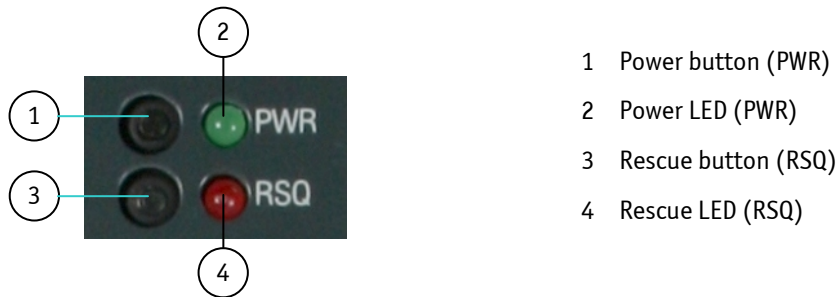 2
1 Power button (PWR)
1
PWR
2 Power LED (PWR)
3 Rescue button (RSQ)
3
RSQ
4 Rescue LED (RSQ)
4